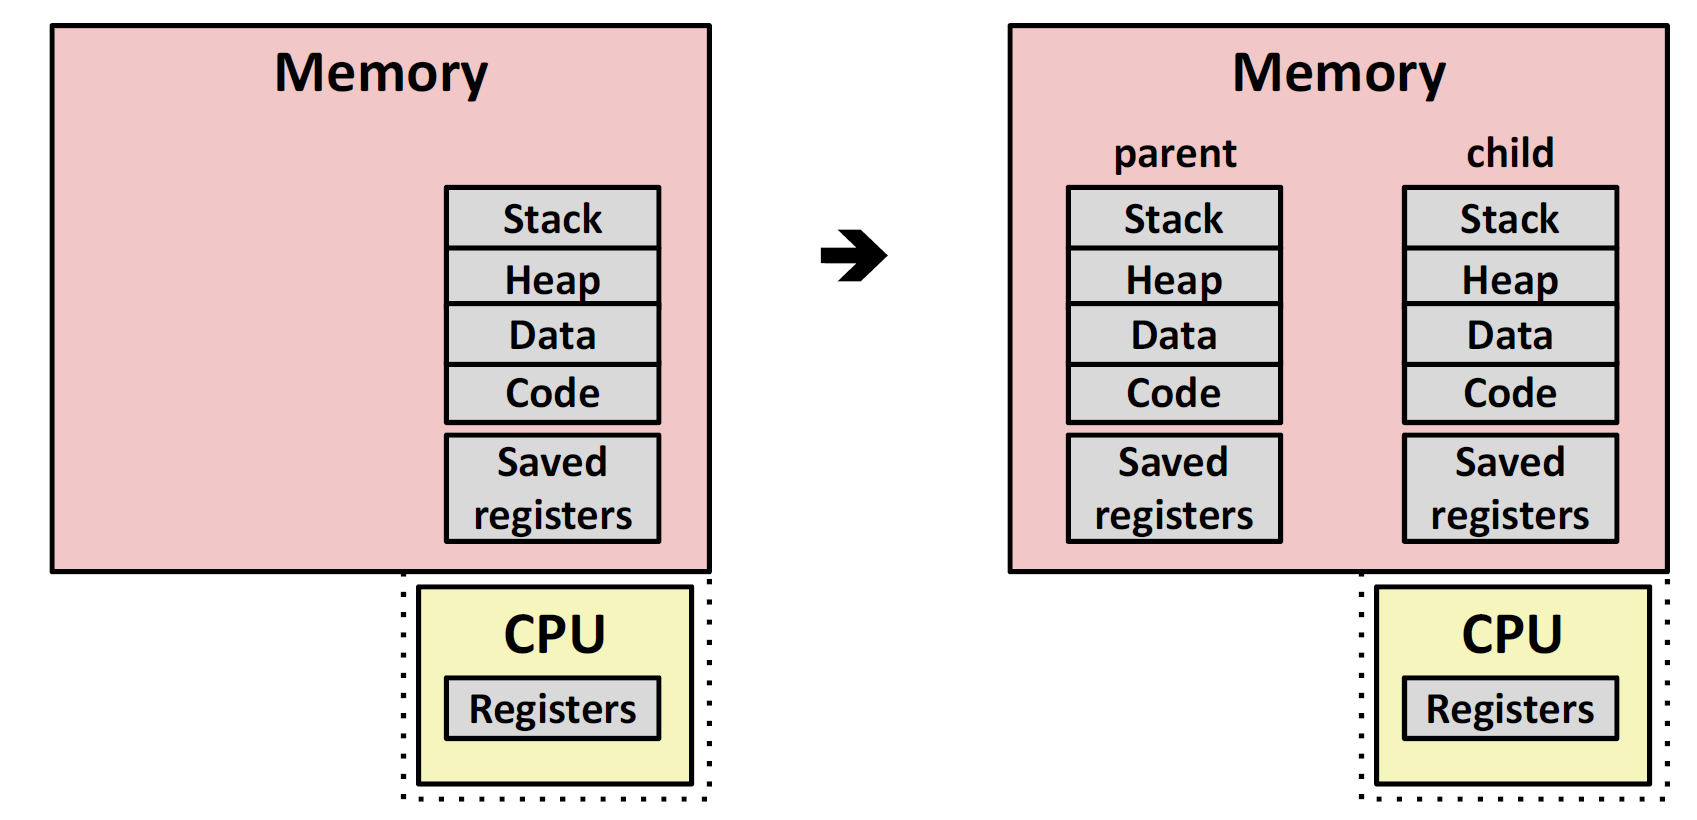 Memory
Stack
Heap
Data
Code
Saved
registers
CPU
Registers
Memory
parent
child
Stack
Stack
Heap
Heap
Data
Data
Code
Code
Saved
registers
Saved
registers
CPU
Registers